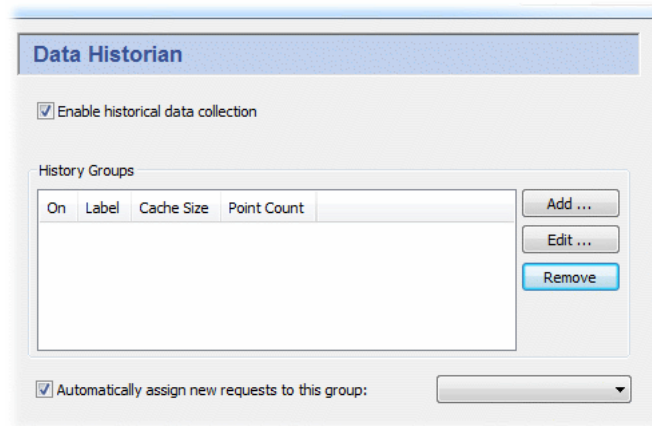 Data Historian
Enable historical data collection
History Groups
On Label Cache Size Point Count
Add ...
Edit ...
Remove
Automatically assign new requests to this group: